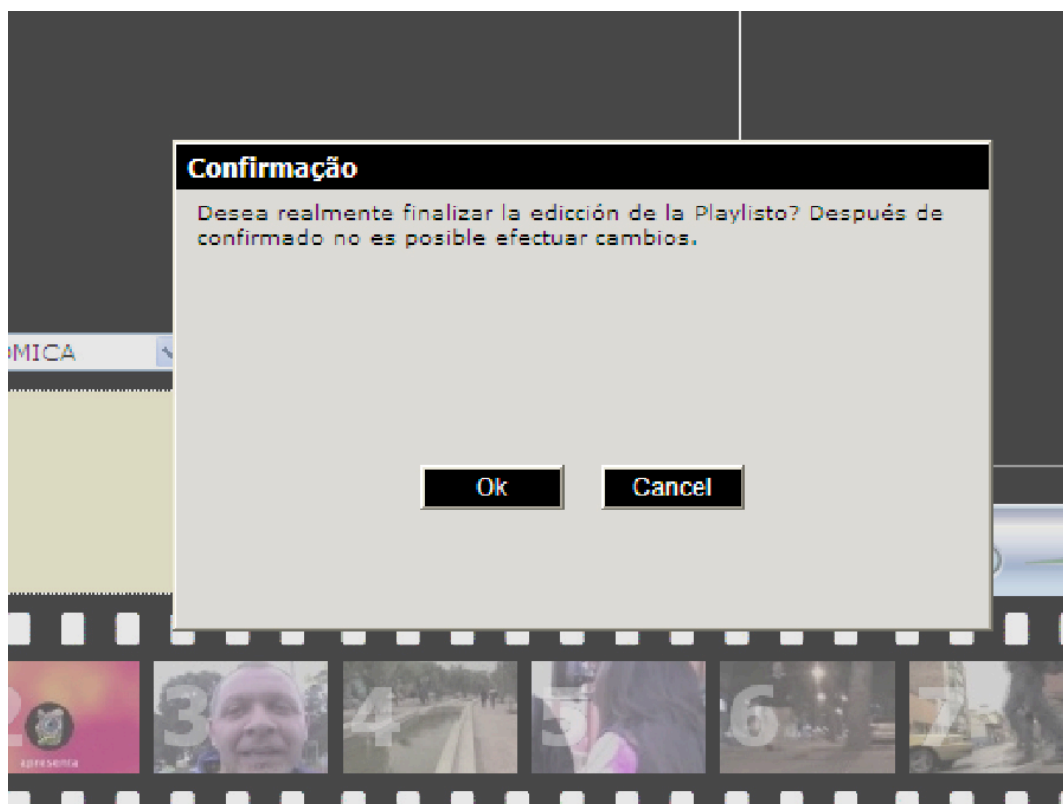 Confirmação
Desea realmente finalizar la edicción de la Playlisto? Después de
confirmado no es posible efectuar cambios.
MICA
Ok
Cancel
2
3
4
5
6
7
apresenta